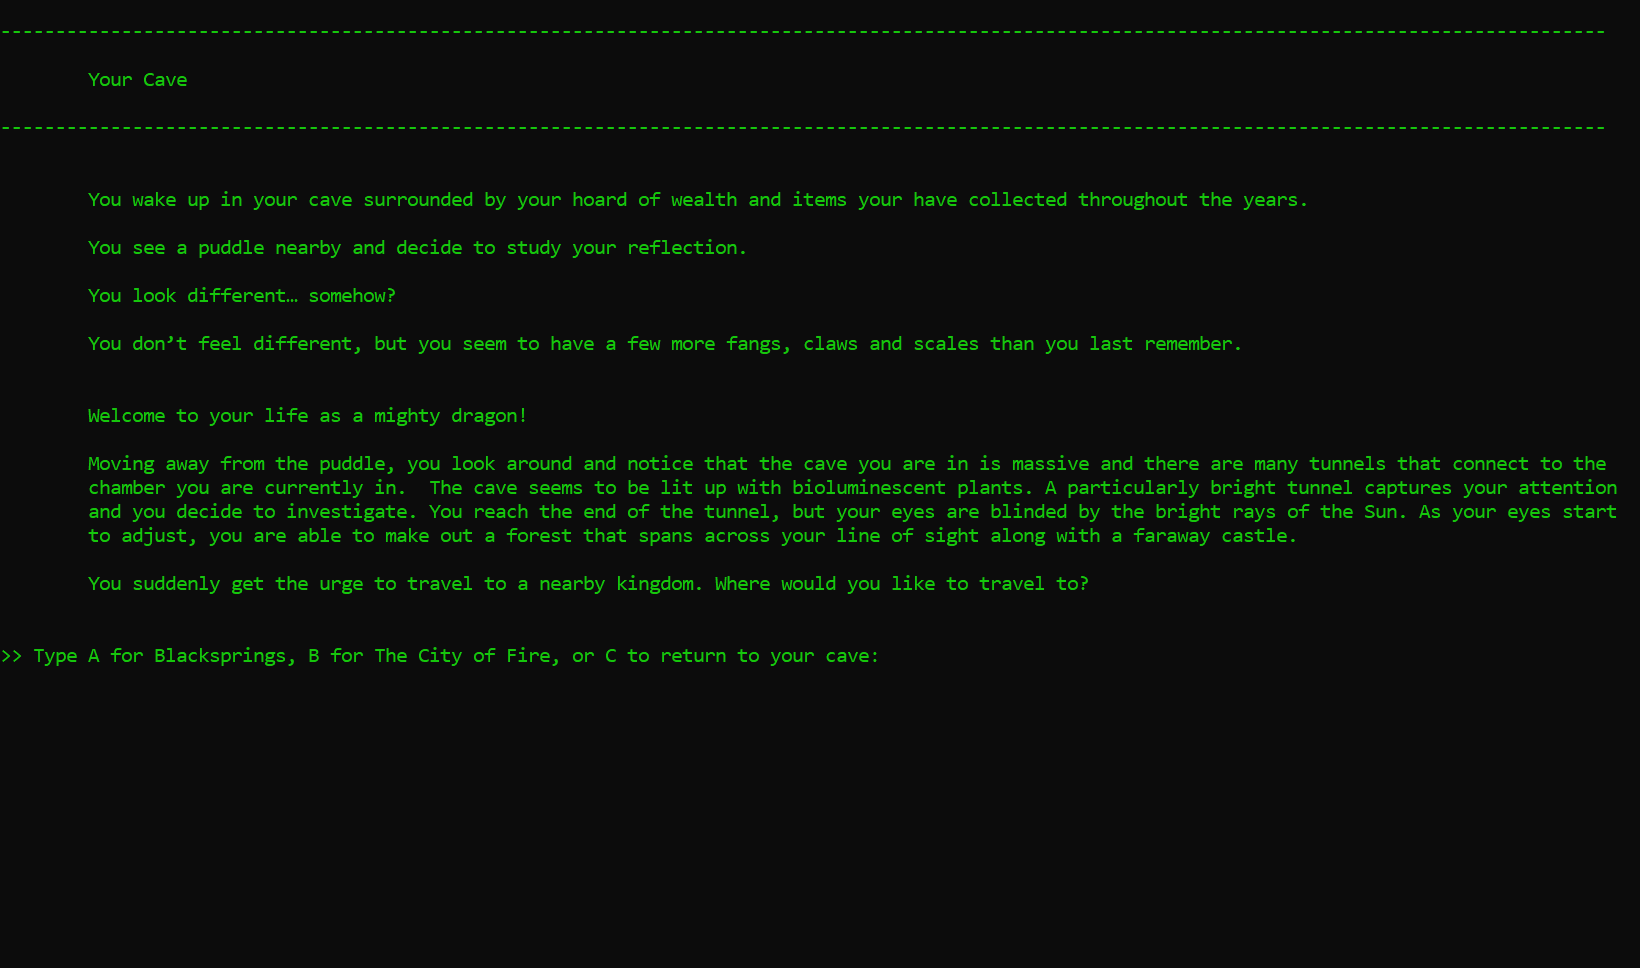 --------------------------------------------------------------------------------------------------------------------------------------------------
Your Cave
--------------------------------------------------------------------------------------------------------------------------------------------------
You wake up in your cave surrounded by your hoard of wealth and items your have collected throughout the years.
You see a puddle nearby and decide to study your reflection.
You look different… somehow?
You don’t feel different, but you seem to have a few more fangs, claws and scales than you last remember.
Welcome to your life as a mighty dragon!
Moving away from the puddle, you look around and notice that the cave you are in is massive and there are many tunnels that connect to the
chamber you are currently in.  The cave seems to be lit up with bioluminescent plants. A particularly bright tunnel captures your attention
and you decide to investigate. You reach the end of the tunnel, but your eyes are blinded by the bright rays of the Sun. As your eyes start
to adjust, you are able to make out a forest that spans across your line of sight along with a faraway castle.
You suddenly get the urge to travel to a nearby kingdom. Where would you like to travel to?
>> Type A for Blacksprings, B for The City of Fire, or C to return to your cave: